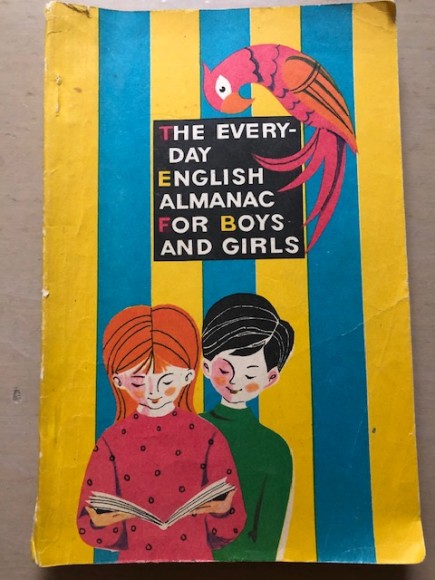 THE EVERY-
DAY
ENGLISH
ALMANAC
FOR BOYS
AND GIRLS